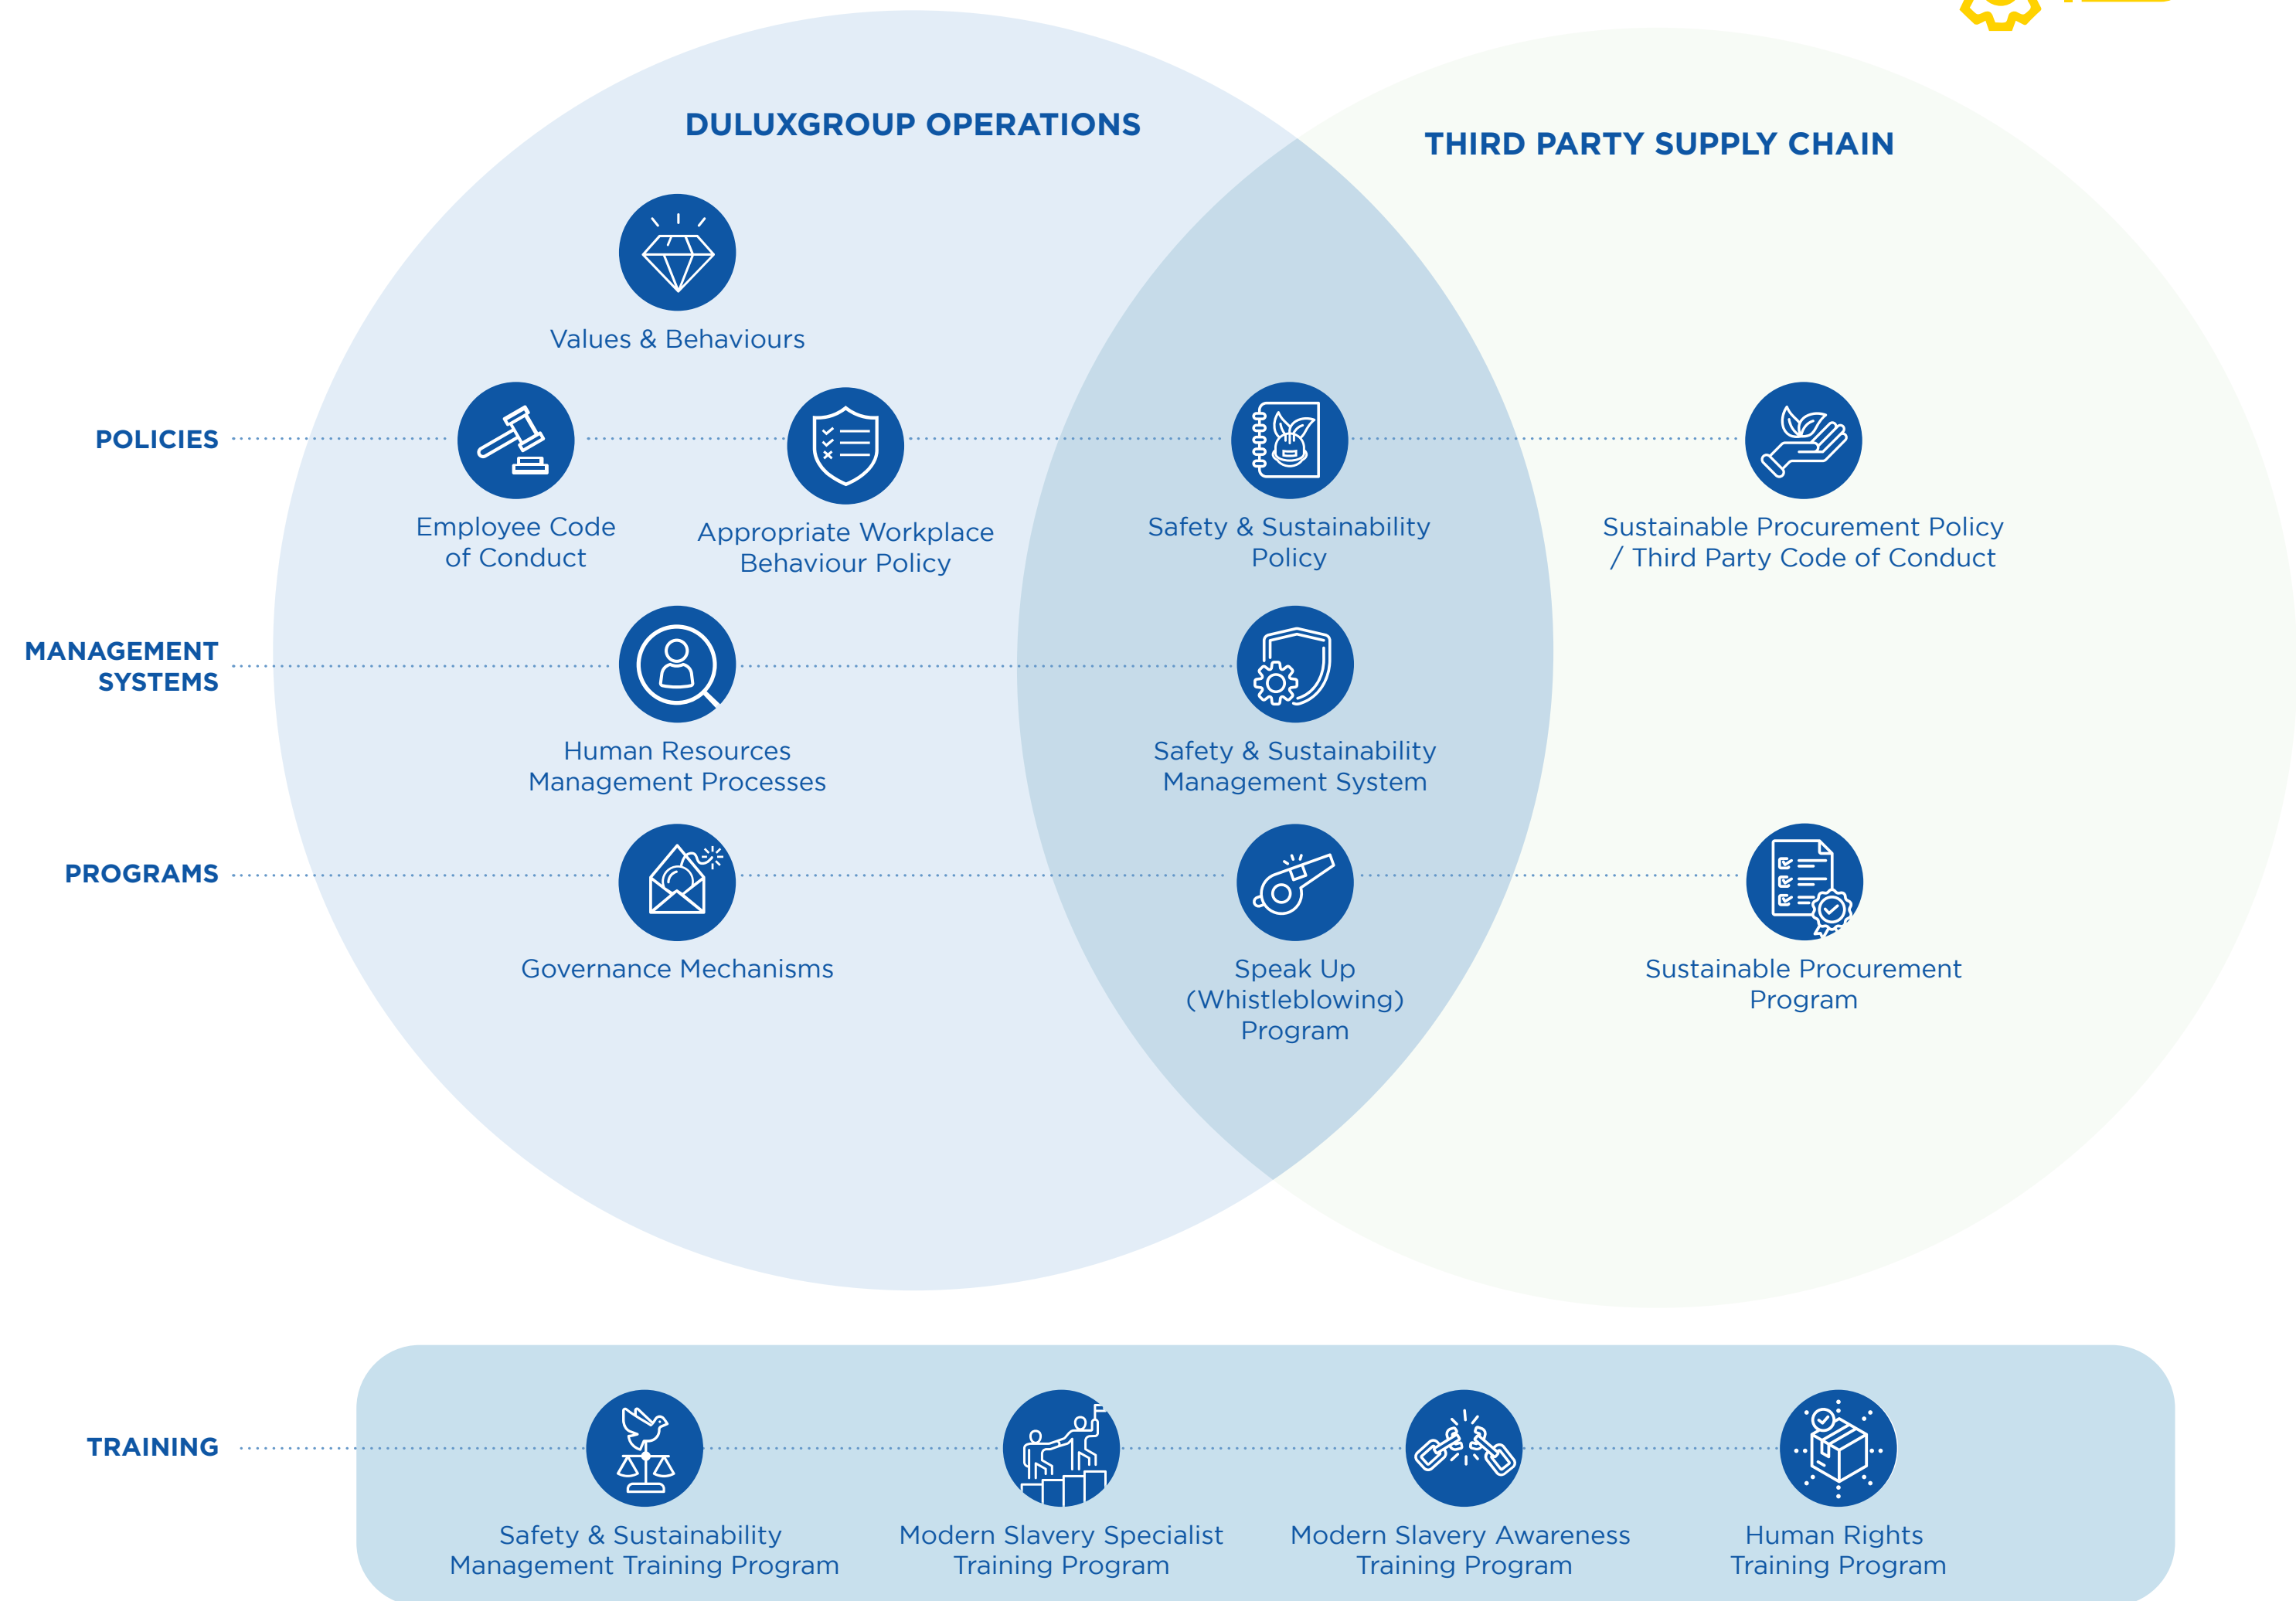 DULUXGROUP OPERATIONS
THIRD PARTY SUPPLY CHAIN
Values & Behaviours
POLICIES
Employee Code
of Conduct
Appropriate Workplace
Behaviour Policy
Safety & Sustainability
Policy
Sustainable Procurement Policy
/ Third Party Code of Conduct
MANAGEMENT
SYSTEMS
Human Resources
Management Processes
Safety & Sustainability
Management System
PROGRAMS
Governance Mechanisms
Speak Up
(Whistleblowing)
Program
Sustainable Procurement
Program
TRAINING
Safety & Sustainability
Management Training Program
Modern Slavery Specialist
Training Program
Modern Slavery Awareness
Training Program
Human Rights
Training Program